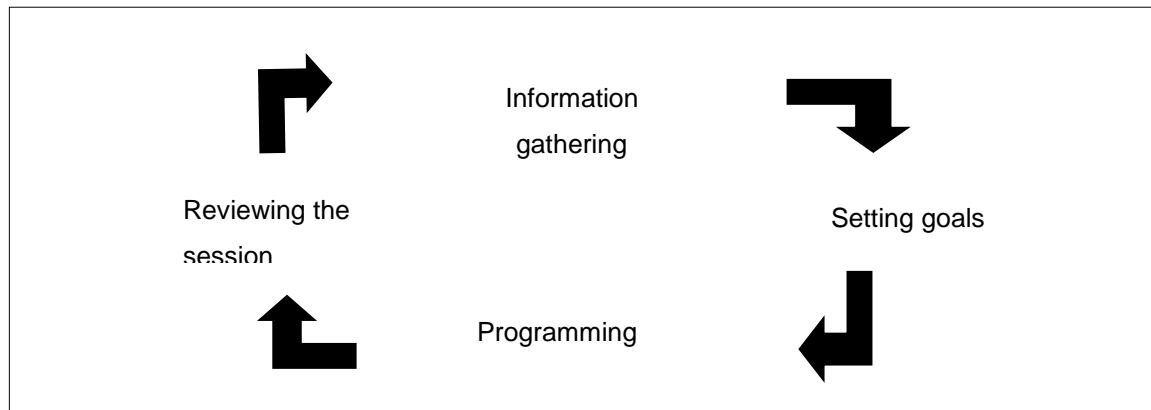 Information
gathering
Reviewing the
session
Setting goals
Programming